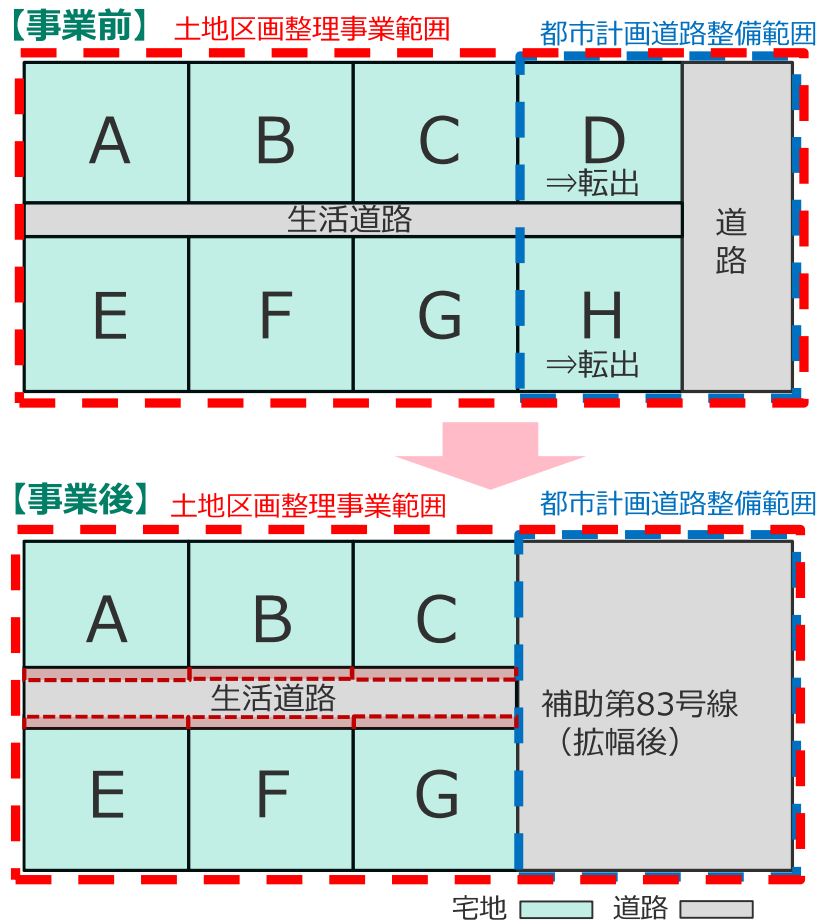 【事業前】
土地区画整理事業範囲
都市計画道路整備範囲
A
B
C
D
⇒転出
生活道路
道路
E
F
G
H
⇒転出
【事業後】
土地区画整理事業範囲
都市計画道路整備範囲
A
B
C
生活道路
補助第83号線
（拡幅後）
E
F
G
宅地
道路